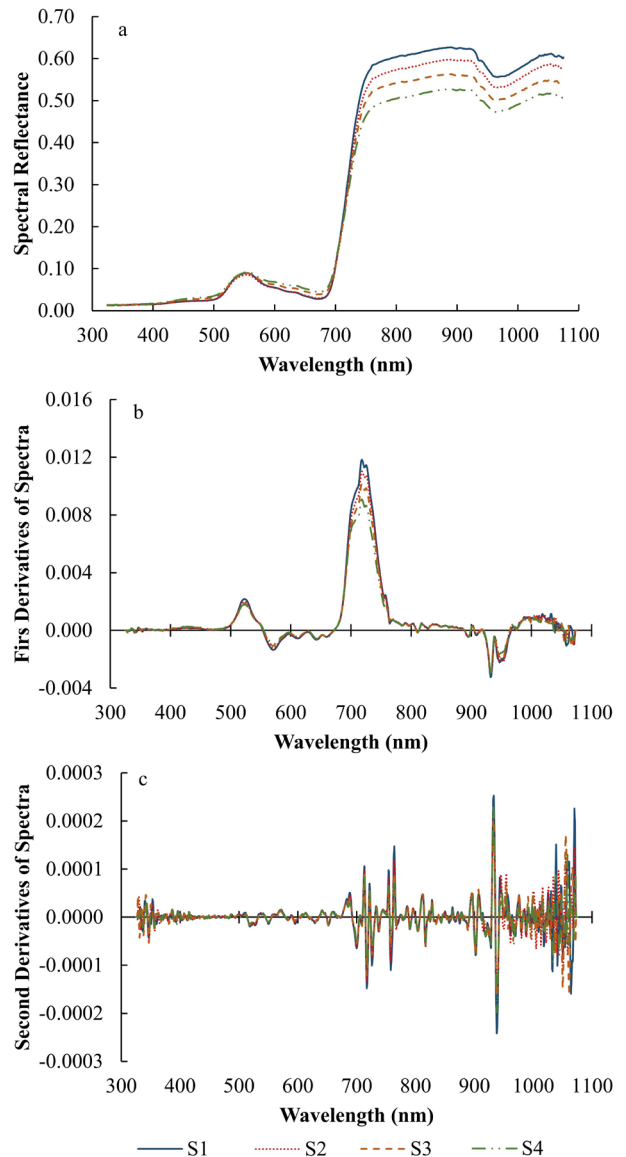 a
0.70
0.60
0.50
0.40
0.30
0.20
0.10
0.00
Spectral Reflectance
300 400 500 600 700 800 900 1000 1100
Wavelength (nm)
b
0.016
0.012
0.008
0.004
0.000
-0.004
Firs Derivatives of Spectra
300 400 500 600 700 800 900 1000 1100
Wavelength (nm)
c
0.0003
0.0002
0.0001
0.0000
-0.0001
-0.0002
-0.0003
Second Derivatives of Spectra
300 400 500 600 700 800 900 1000 1100
Wavelength (nm)
S1 S2 S3 S4